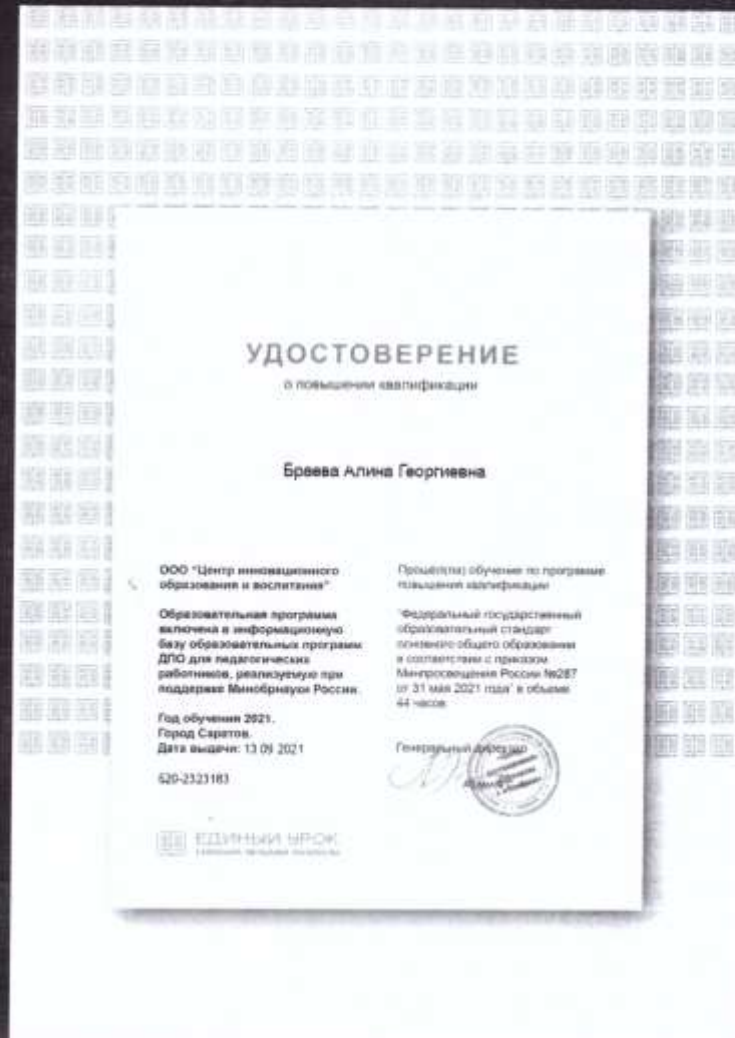 УДОСТОВЕРЕНИЕ
о повышении квалификации
Браева Алина Георгиевна
ООО "Центр инновационного
образования и воспитания"
Образовательная программа
включена в информационную
базу образовательных программ
ДПО для педагогических
работников, реализуемую при
поддержке Минобрнауки России.
Год обучения 2021.
Город Саратов.
Дата выдачи: 13.09.2021
620-2323183
Прошёл(ла) обучение по программе
повышения квалификации
"Федеральный государственный
образовательный стандарт
основного общего образования
в соответствии с приказом
Минпросвещения России №287
от 31 мая 2021 года" в объеме
44 часов
Генеральный директор
ЕДИНЫЙ УРОК